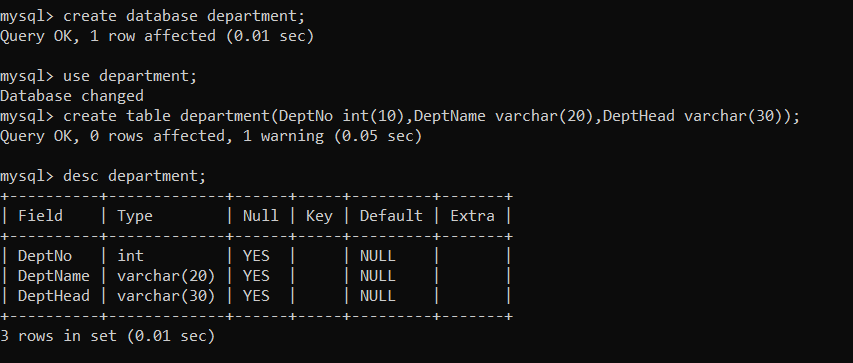 mysql> create database department;
Query OK, 1 row affected (0.01 sec)
mysql> use department;
Database changed
mysql> create table department(DeptNo int(10),DeptName varchar(20),DeptHead varchar(30));
Query OK, 0 rows affected, 1 warning (0.05 sec)
mysql> desc department;
+----------+-------------+------+-----+---------+-------+
| Field    | Type        | Null | Key | Default | Extra |
+----------+-------------+------+-----+---------+-------+
| DeptNo   | int         | YES  |     | NULL    |       |
| DeptName | varchar(20) | YES  |     | NULL    |       |
| DeptHead | varchar(30) | YES  |     | NULL    |       |
+----------+-------------+------+-----+---------+-------+
3 rows in set (0.01 sec)